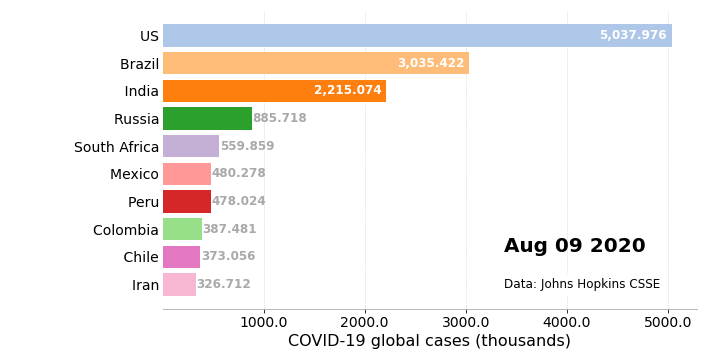 US 5,037.976
Brazil 3,035.422
India 2,215.074
Russia 885.718
South Africa 559.859
Mexico 480.278
Peru 478.024
Colombia 387.481
Chile 373.056
Iran 326.712
Aug 09 2020
Data: Johns Hopkins CSSE
1000.0 2000.0 3000.0 4000.0 5000.0
COVID-19 global cases (thousands)